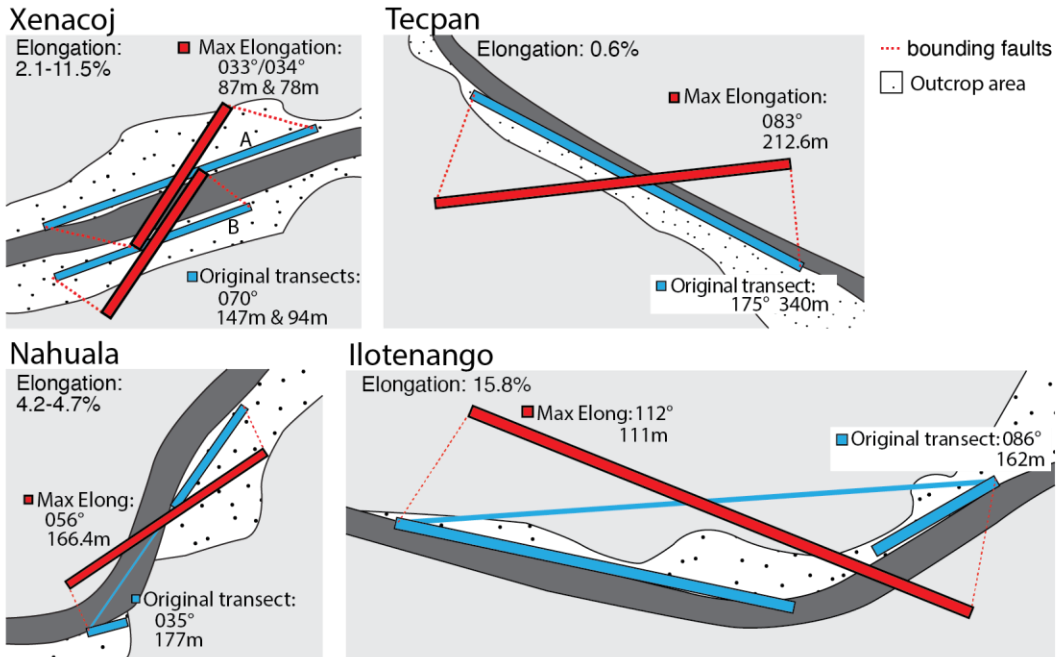 Xenacoj
Elongation:
2.1-11.5%
Max Elongation:
033°/034°
87m & 78m
A
B
Original transects:
070°
147m & 94m
Tecpan
Elongation: 0.6%
Max Elongation:
083°
212.6m
Original transect:
175° 340m
bounding faults
Outcrop area
Nahuala
Elongation:
4.2-4.7%
Max Elong:
056°
166.4m
Original transect:
035°
177m
Ilotenango
Elongation: 15.8%
Max Elong: 112°
111m
Original transect: 086°
162m